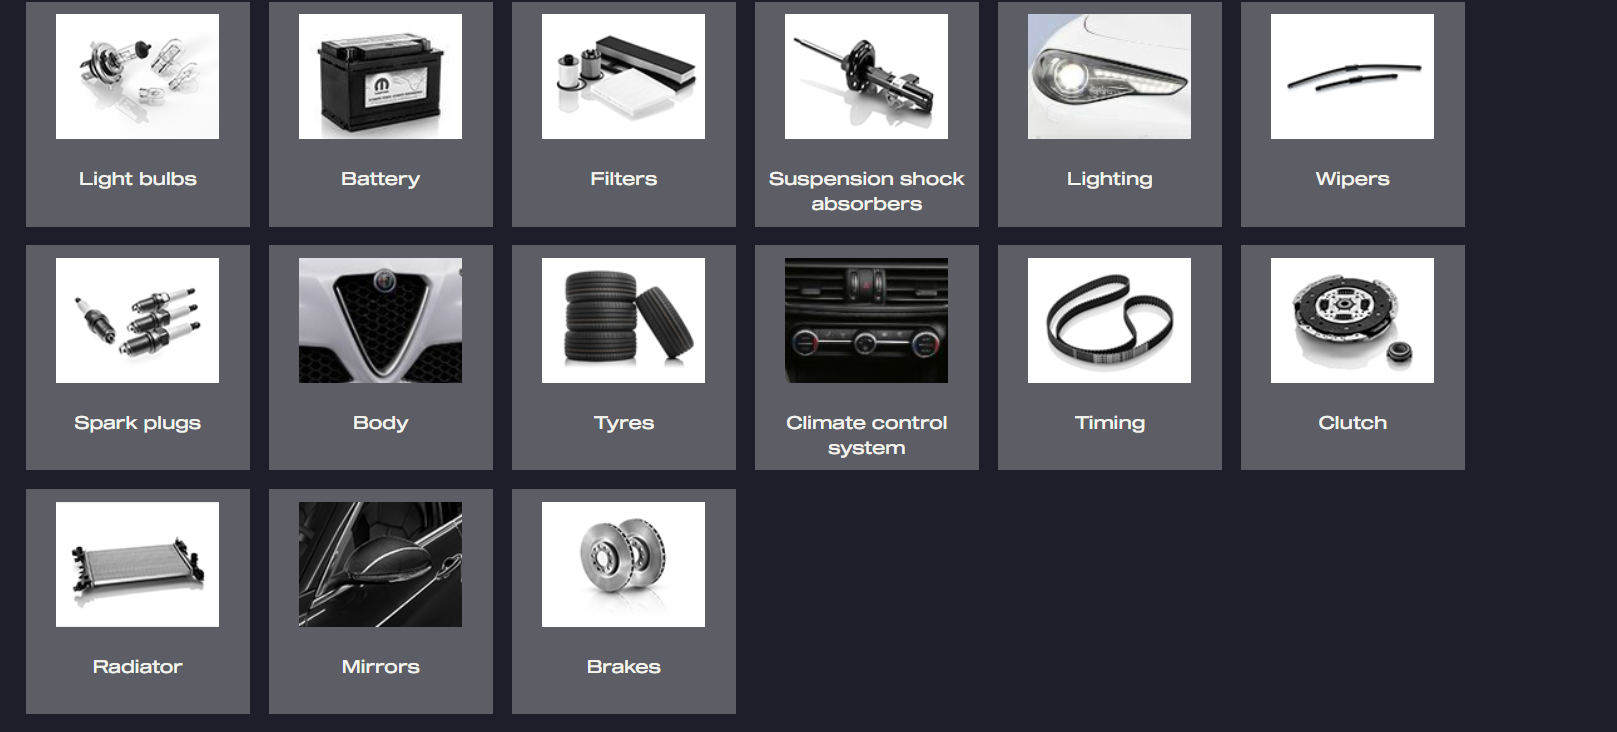 Light bulbs
Battery
Filters
Suspension shock
absorbers
Lighting
Wipers
Spark plugs
Body
Tyres
Climate control
system
Timing
Clutch
Radiator
Mirrors
Brakes